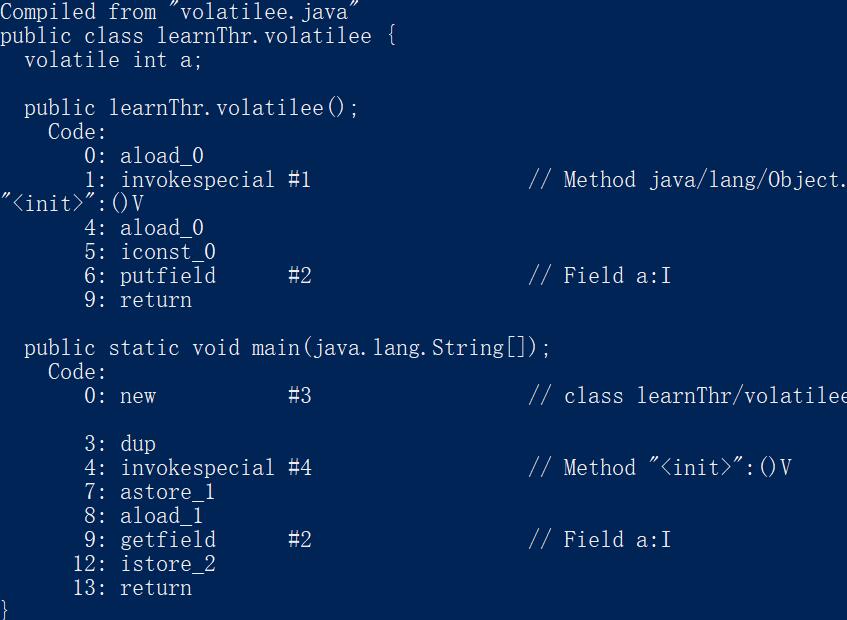 Compiled from "volatilee.java"
public class learnThr.volatilee {
  volatile int a;

  public learnThr.volatilee();
    Code:
       0: aload_0
       1: invokespecial #1                  // Method java/lang/Object.
"<init>":()V
       4: aload_0
       5: iconst_0
       6: putfield      #2                  // Field a:I
       9: return

  public static void main(java.lang.String[]);
    Code:
       0: new           #3                  // class learnThr/volatilee

       3: dup
       4: invokespecial #4                  // Method "<init>":()V
       7: astore_1
       8: aload_1
       9: getfield      #2                  // Field a:I
      12: istore_2
      13: return
}